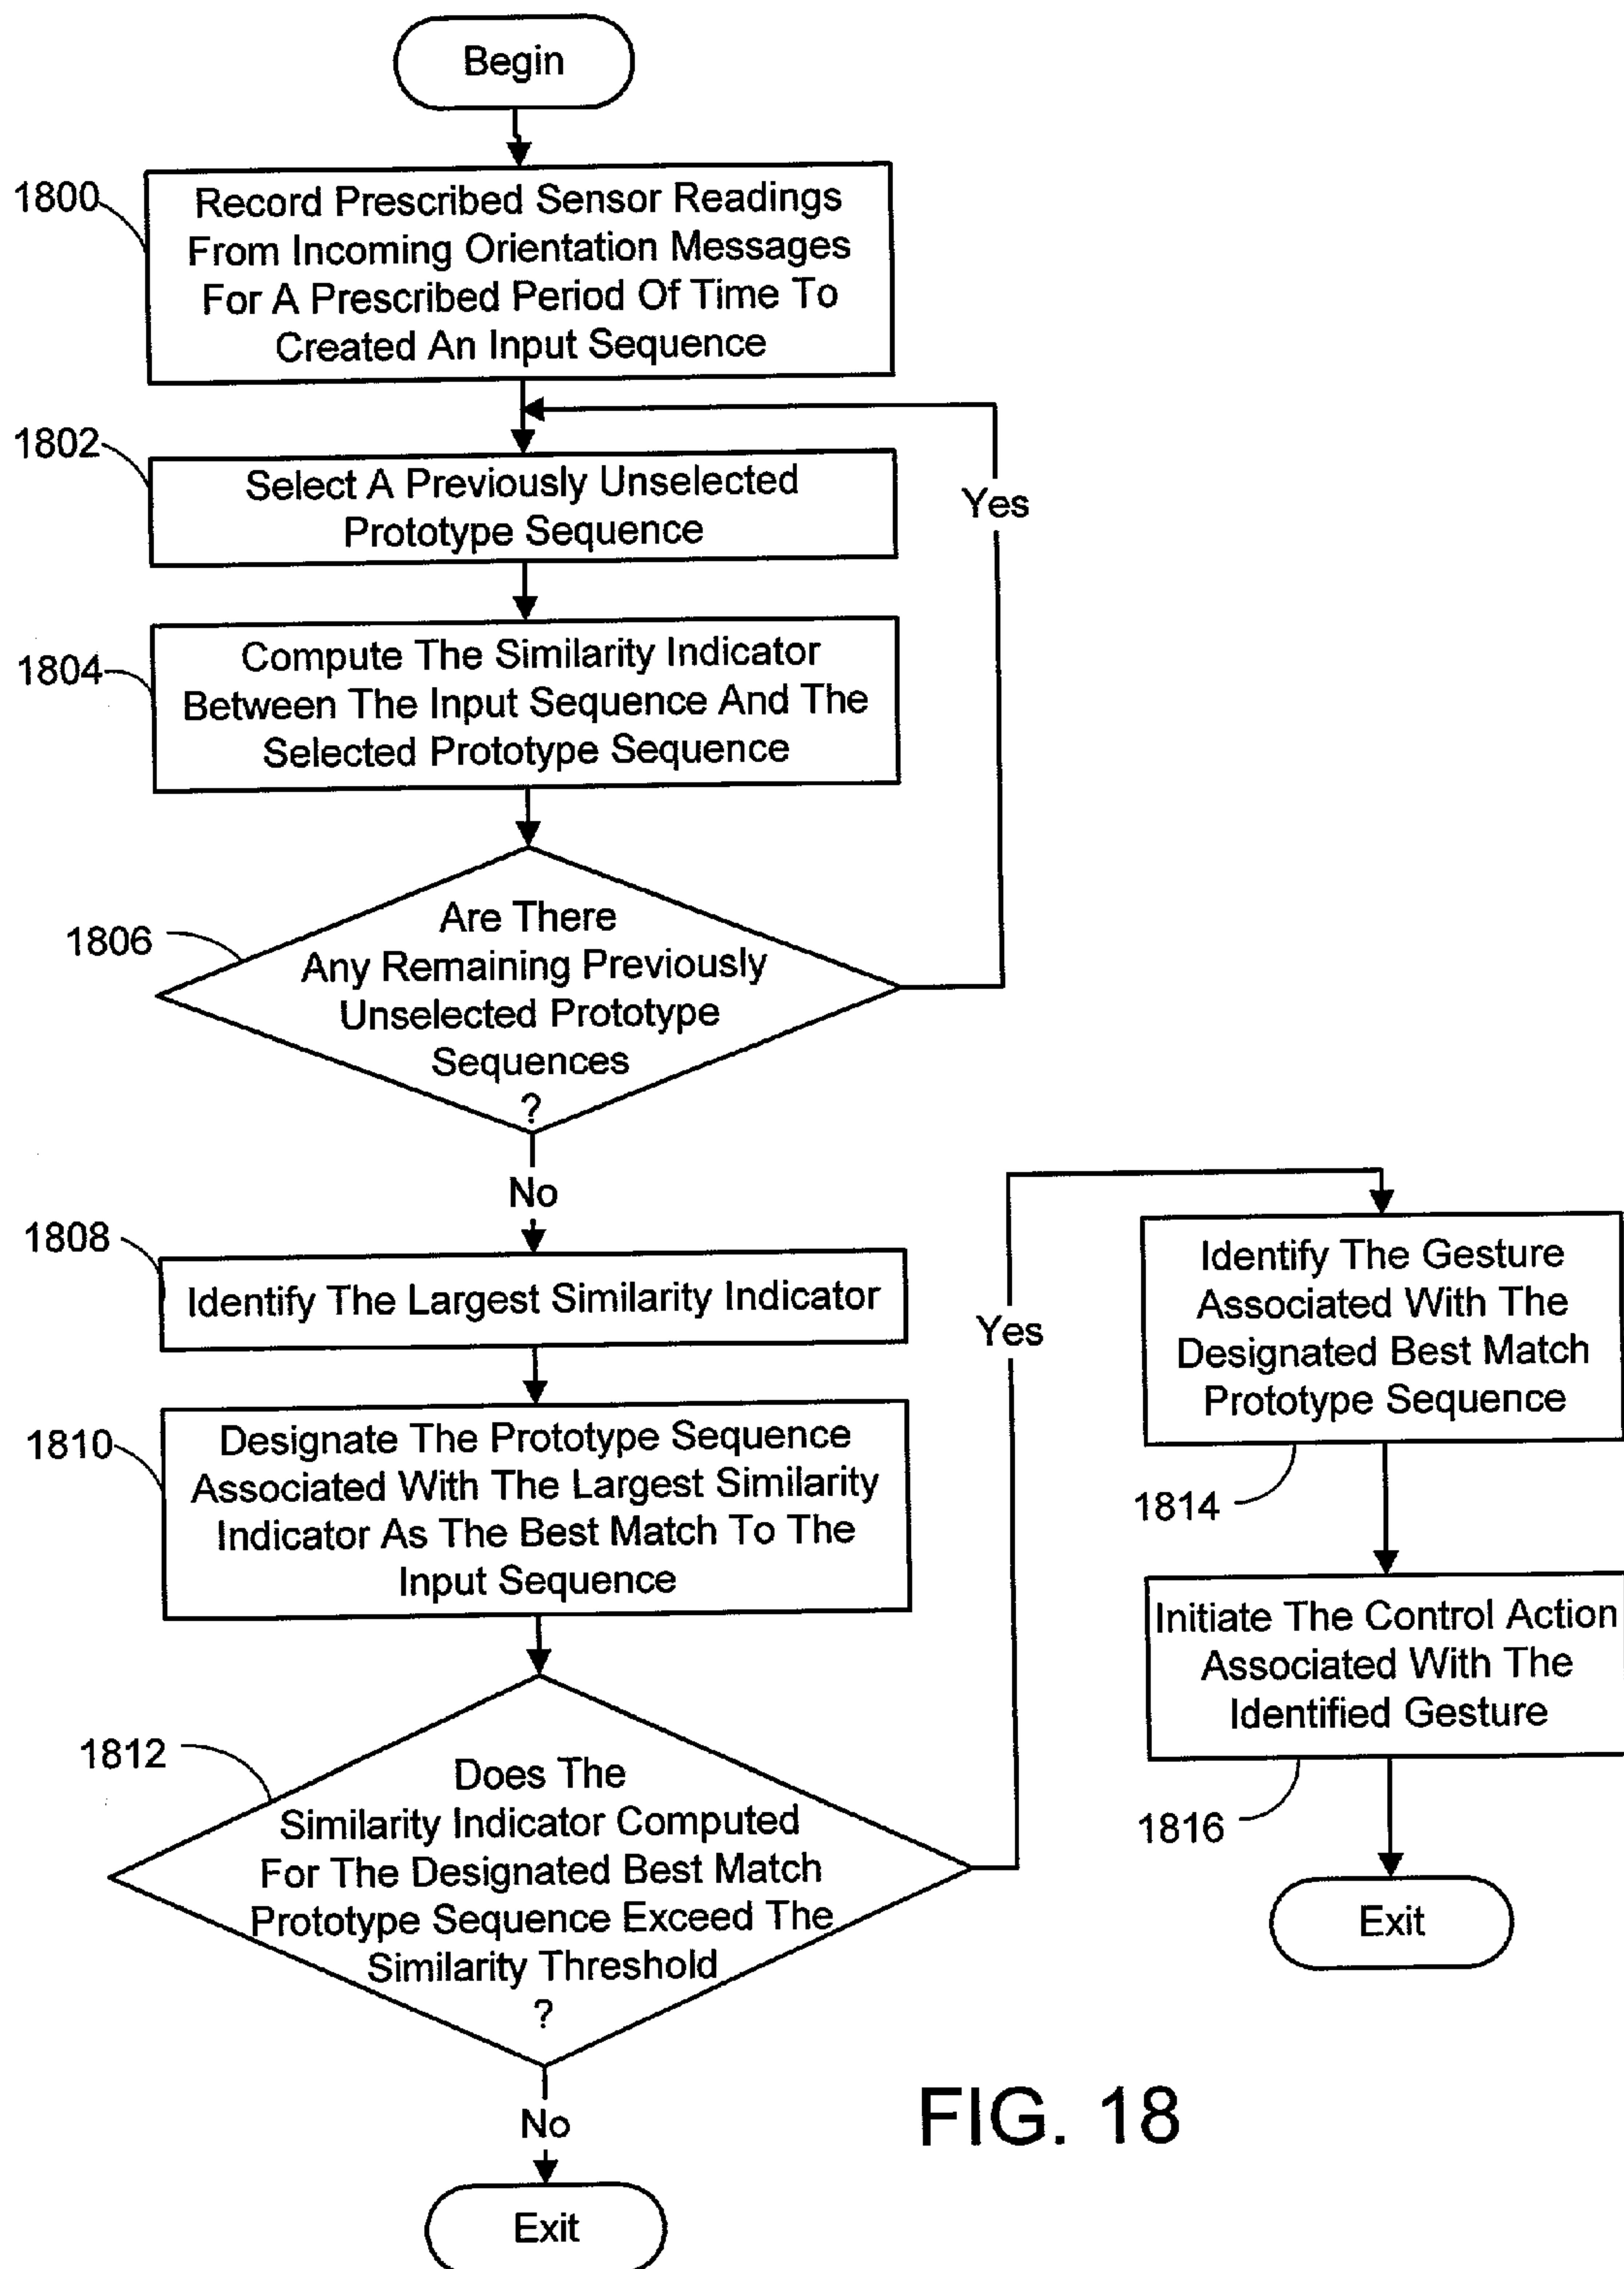 Begin
1800
Record Prescribed Sensor Readings
From Incoming Orientation Messages
For A Prescribed Period Of Time To
Created An Input Sequence
1802
Select A Previously Unselected
Prototype Sequence
Yes
1804
Compute The Similarity Indicator
Between The Input Sequence And The
Selected Prototype Sequence
1806
Are There
Any Remaining Previously
Unselected Prototype
Sequences
?
No
1808
Identify The Largest Similarity Indicator
1810
Designate The Prototype Sequence
Associated With The Largest Similarity
Indicator As The Best Match To The
Input Sequence
1812
Does The
Similarity Indicator Computed
For The Designated Best Match
Prototype Sequence Exceed The
Similarity Threshold
?
No
Exit
Yes
Identify The Gesture
Associated With The
Designated Best Match
Prototype Sequence
1814
Initiate The Control Action
Associated With The
Identified Gesture
1816
Exit
FIG. 18